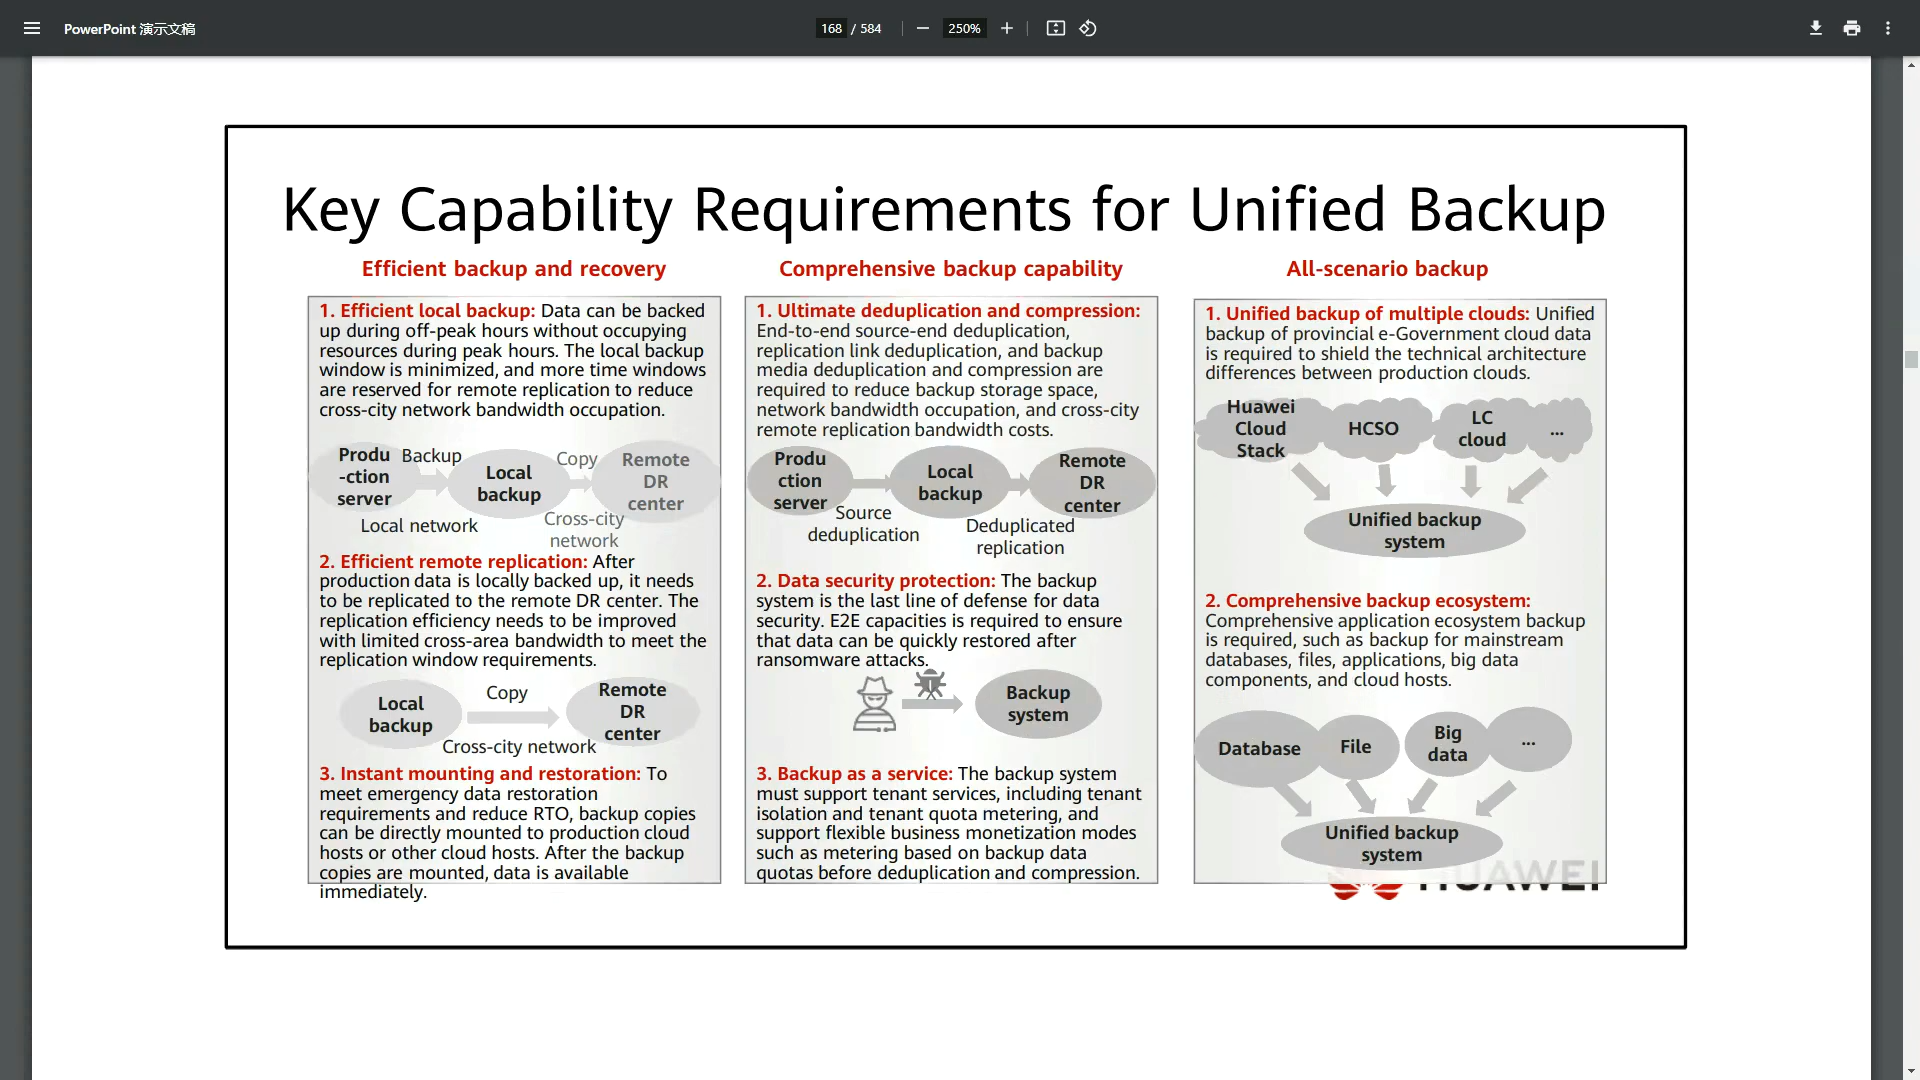 PowerPoint 演示文稿
168 / 584
250%
Key Capability Requirements for Unified Backup
Efficient backup and recovery
1. Efficient local backup: Data can be backed
up during off-peak hours without occupying
resources during peak hours. The local backup
window is minimized, and more time windows
are reserved for remote replication to reduce
cross-city network bandwidth occupation.
Produ
-ction
server
Backup
Local
backup
Copy
Remote
DR
center
Local network
Cross-city
network
2. Efficient remote replication: After
production data is locally backed up, it needs
to be replicated to the remote DR center. The
replication efficiency needs to be improved
with limited cross-area bandwidth to meet the
replication window requirements.
Local
backup
Copy
Remote
DR
center
Cross-city network
3. Instant mounting and restoration: To
meet emergency data restoration
requirements and reduce RTO, backup copies
can be directly mounted to production cloud
hosts or other cloud hosts. After the backup
copies are mounted, data is available
immediately.
Comprehensive backup capability
1. Ultimate deduplication and compression:
End-to-end source-end deduplication,
replication link deduplication, and backup
media deduplication and compression are
required to reduce backup storage space,
network bandwidth occupation, and cross-city
remote replication bandwidth costs.
Produ
ction
server
Local
backup
Remote
DR
center
Source
deduplication
Deduplicated
replication
2. Data security protection: The backup
system is the last line of defense for data
security. E2E capacities is required to ensure
that data can be quickly restored after
ransomware attacks.
Backup
system
3. Backup as a service: The backup system
must support tenant services, including tenant
isolation and tenant quota metering, and
support flexible business monetization modes
such as metering based on backup data
quotas before deduplication and compression.
All-scenario backup
1. Unified backup of multiple clouds: Unified
backup of provincial e-Government cloud data
is required to shield the technical architecture
differences between production clouds.
Huawei
Cloud
Stack
HCSO
LC
cloud
...
Unified backup
system
2. Comprehensive backup ecosystem:
Comprehensive application ecosystem backup
is required, such as backup for mainstream
databases, files, applications, big data
components, and cloud hosts.
Database
File
Big
data
...
Unified backup
system
HUAWEI